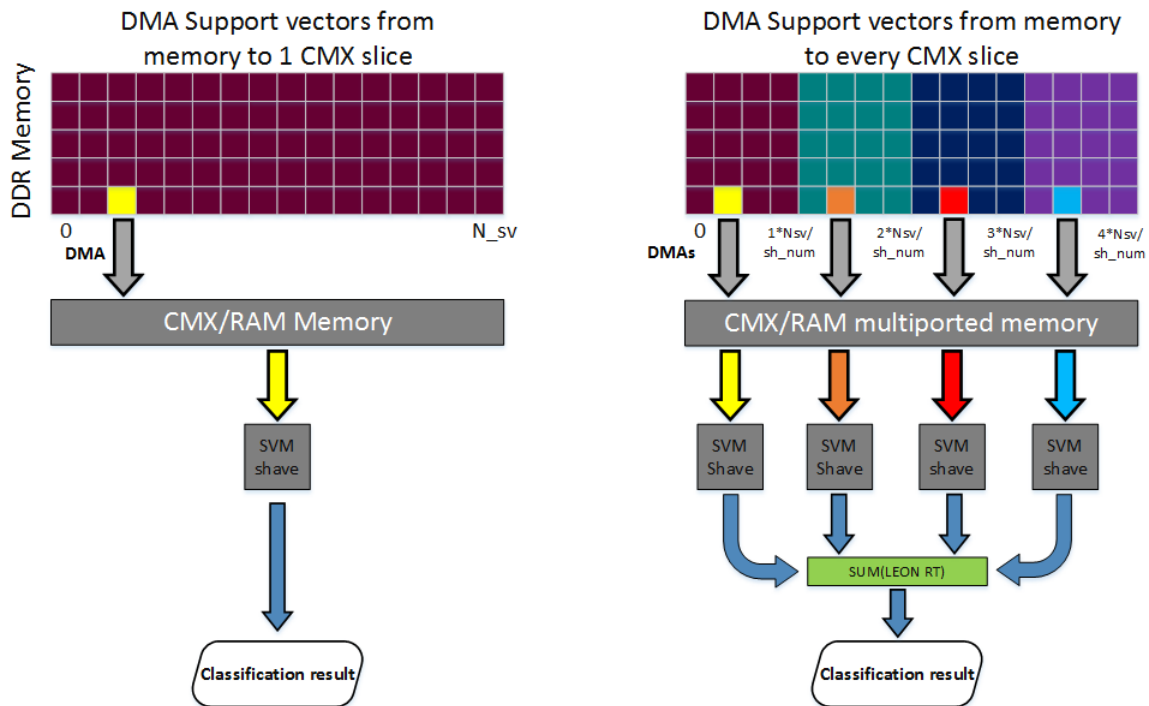 DMA Support vectors from
memory to 1 CMX slice
DDR Memory
0
N_sv
DMA
CMX/RAM Memory
SVM
shave
Classification result
DMA Support vectors from memory
to every CMX slice
0
1*Nsv/
sh_num
2*Nsv/
sh_num
3*Nsv/
sh_num
4*Nsv/
sh_num
DMAs
CMX/RAM multiported memory
SVM
Shave
SVM
Shave
SVM
shave
SVM
shave
SUM(LEON RT)
Classification result